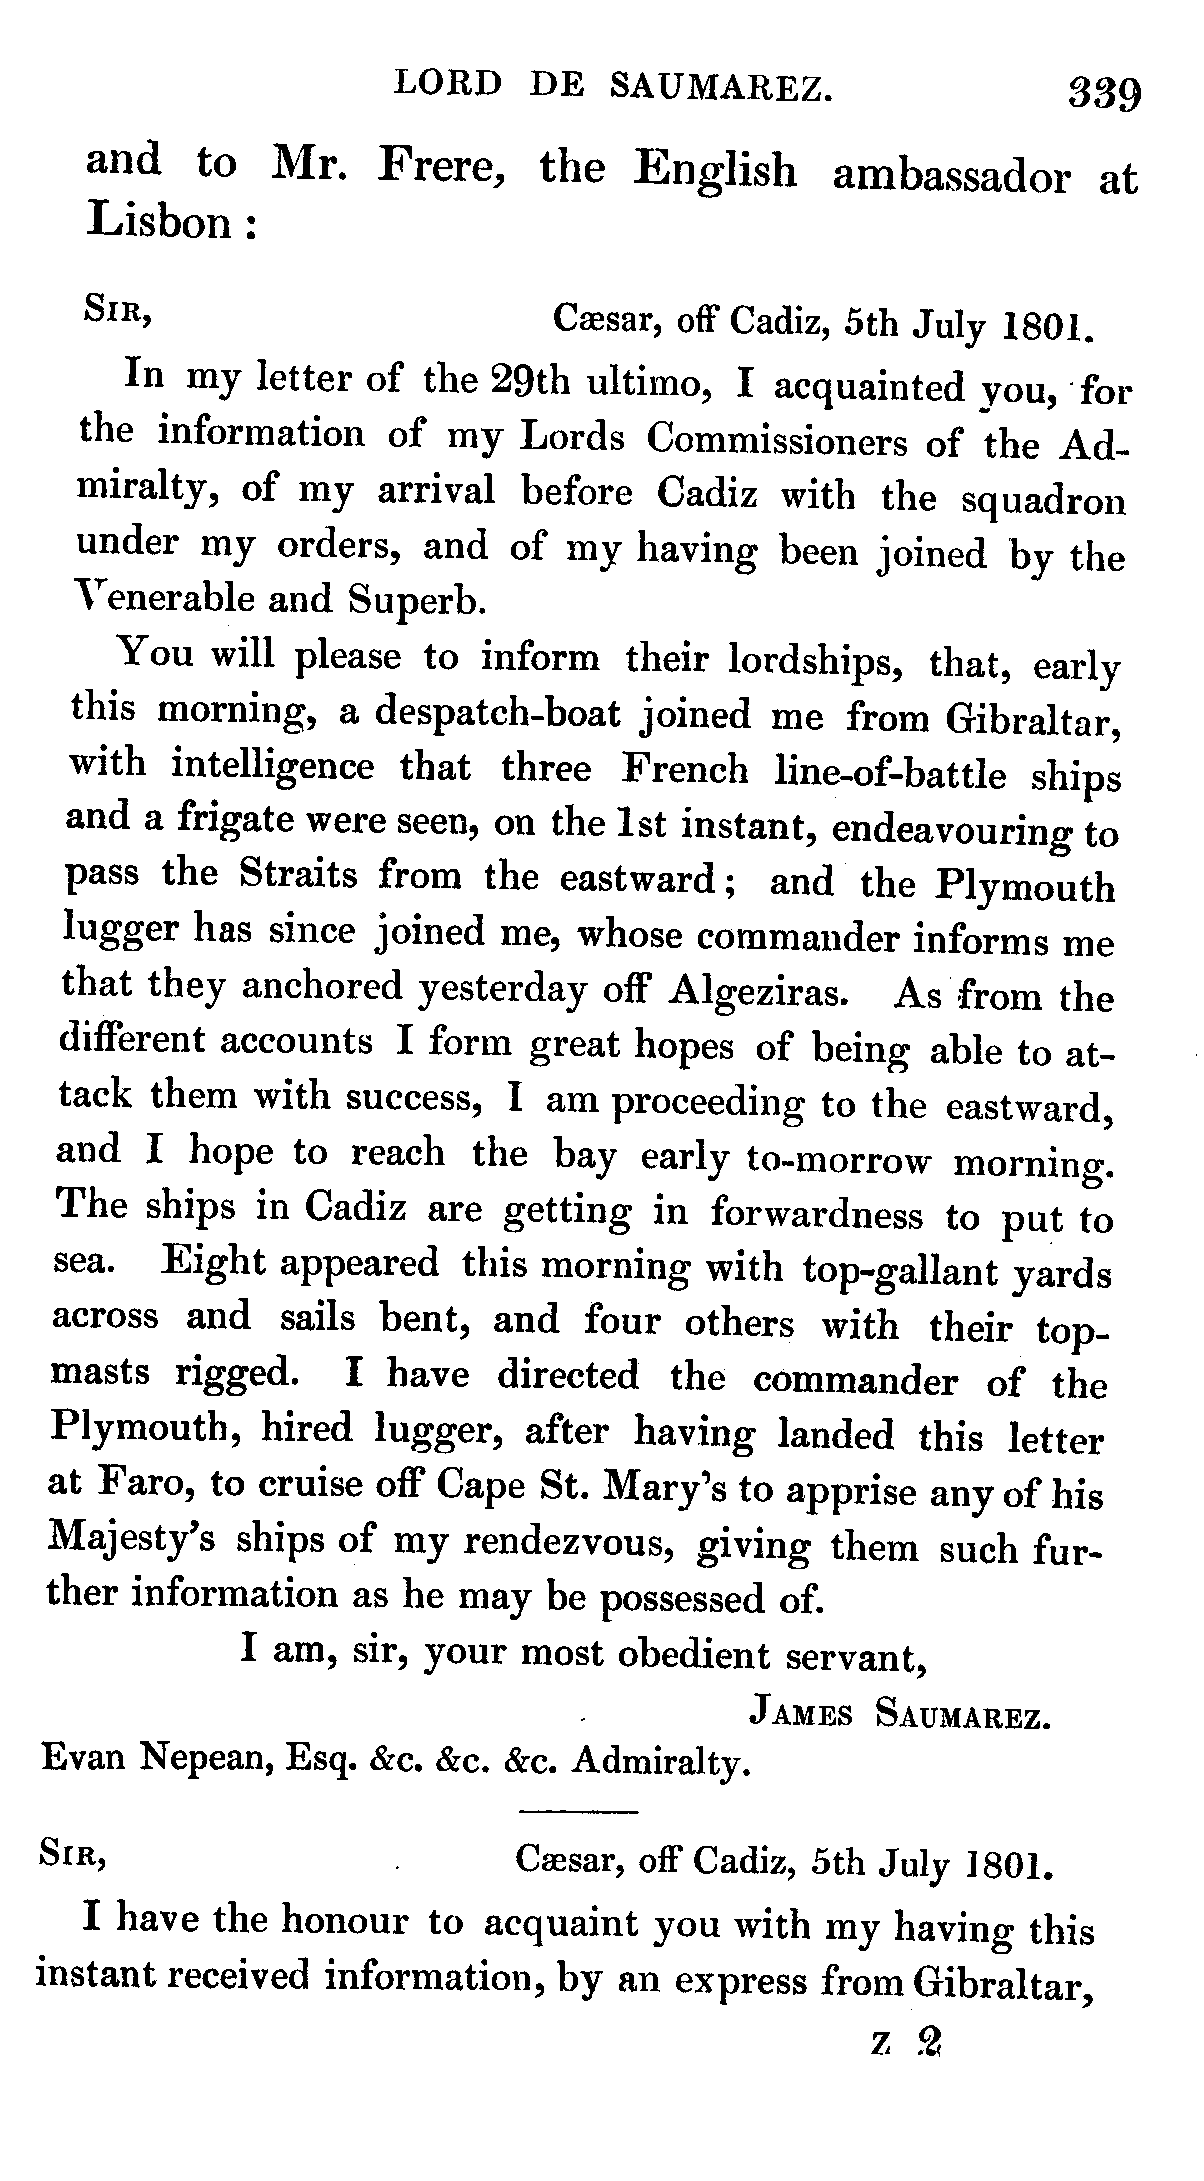 LORD DE SAUMAREZ. 339
and to Mr. Frere, the English ambassador at
Lisbon :
SIR, Cæsar, off Cadiz, 5th July 1801.
In my letter of the 29th ultimo, I acquainted you, for
the information of my Lords Commissioners of the Ad-
miralty, of my arrival before Cadiz with the squadron
under my orders, and of my having been joined by the
Venerable and Superb.
You will please to inform their lordships, that, early
this morning, a despatch-boat joined me from Gibraltar,
with intelligence that three French line-of-battle ships
and a frigate were seen, on the 1st instant, endeavouring to
pass the Straits from the eastward; and the Plymouth
lugger has since joined me, whose commander informs me
that they anchored yesterday off Algeziras. As from the
different accounts I form great hopes of being able to at-
tack them with success, I am proceeding to the eastward,
and I hope to reach the bay early to-morrow morning.
The ships in Cadiz are getting in forwardness to put to
sea. Eight appeared this morning with top-gallant yards
across and sails bent, and four others with their top-
masts rigged. I have directed the commander of the
Plymouth, hired lugger, after having landed this letter
at Faro, to cruise off Cape St. Mary's to apprise any of his
Majesty's ships of my rendezvous, giving them such fur-
ther information as he may be possessed of.
I am, sir, your most obedient servant,
JAMES SAUMAREZ.
Evan Nepean, Esq. &c. &c. &c. Admiralty.
SIR, Cæsar, off Cadiz, 5th July 1801.
I have the honour to acquaint you with my having this
instant received information, by an express from Gibraltar,
Z 2